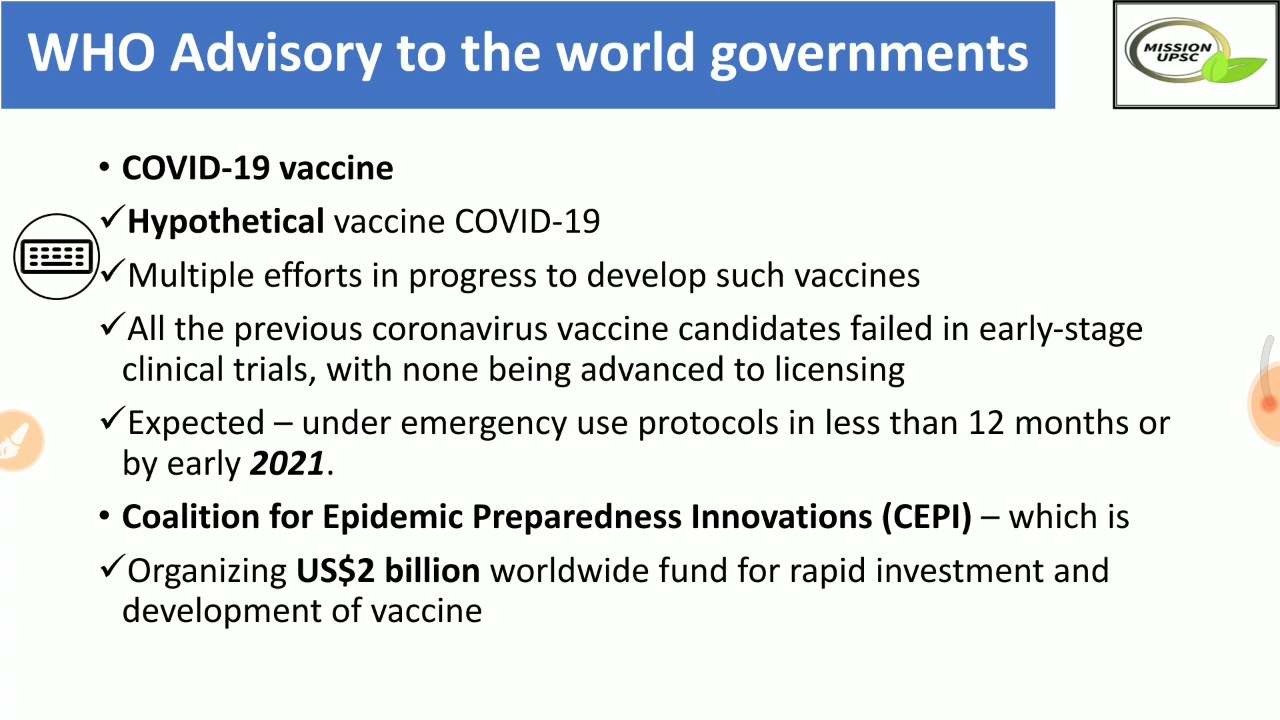 WHO Advisory to the world governments
MISSION
UPSC
• COVID-19 vaccine
✓Hypothetical vaccine COVID-19
✓Multiple efforts in progress to develop such vaccines
✓All the previous coronavirus vaccine candidates failed in early-stage
clinical trials, with none being advanced to licensing
✓Expected – under emergency use protocols in less than 12 months or
by early 2021.
• Coalition for Epidemic Preparedness Innovations (CEPI) – which is
✓Organizing US$2 billion worldwide fund for rapid investment and
development of vaccine